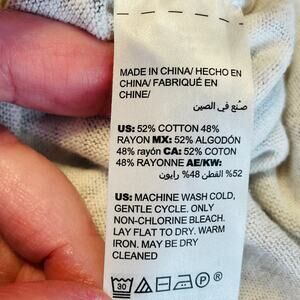 MADE IN CHINA/ HECHO EN
CHINA/ FABRIQUÉ EN
CHINE/
صنع في الصين
US: 52% COTTON 48%
RAYON MX: 52% ALGODÓN
48% rayón CA: 52% COTON
48% RAYONNE AE/KW:
52% القطن 48% رايون
US: MACHINE WASH COLD,
GENTLE CYCLE. ONLY
NON-CHLORINE BLEACH.
LAY FLAT TO DRY. WARM
IRON. MAY BE DRY
CLEANED
30 P